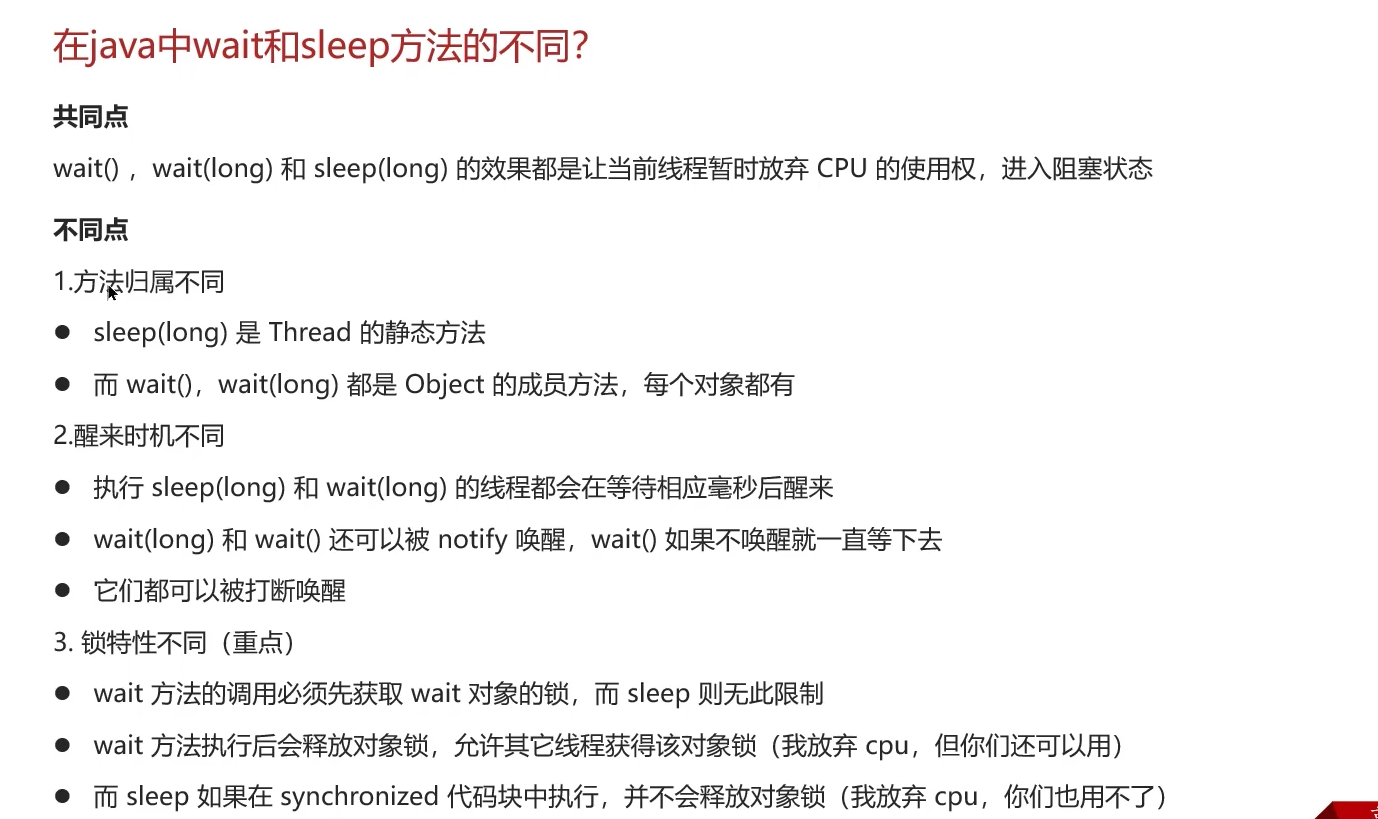 在java中wait和sleep方法的不同？
共同点
wait() ，wait(long) 和 sleep(long) 的效果都是让当前线程暂时放弃 CPU 的使用权，进入阻塞状态
不同点
1.方法归属不同
● sleep(long) 是 Thread 的静态方法
● 而 wait()，wait(long) 都是 Object 的成员方法，每个对象都有
2.醒来时机不同
● 执行 sleep(long) 和 wait(long) 的线程都会在等待相应毫秒后醒来
● wait(long) 和 wait() 还可以被 notify 唤醒，wait() 如果不唤醒就一直等下去
● 它们都可以被打断唤醒
3. 锁特性不同（重点）
● wait 方法的调用必须先获取 wait 对象的锁，而 sleep 则无此限制
● wait 方法执行后会释放对象锁，允许其它线程获得该对象锁（我放弃 cpu，但你们还可以用）
● 而 sleep 如果在 synchronized 代码块中执行，并不会释放对象锁（我放弃 cpu，你们也用不了）